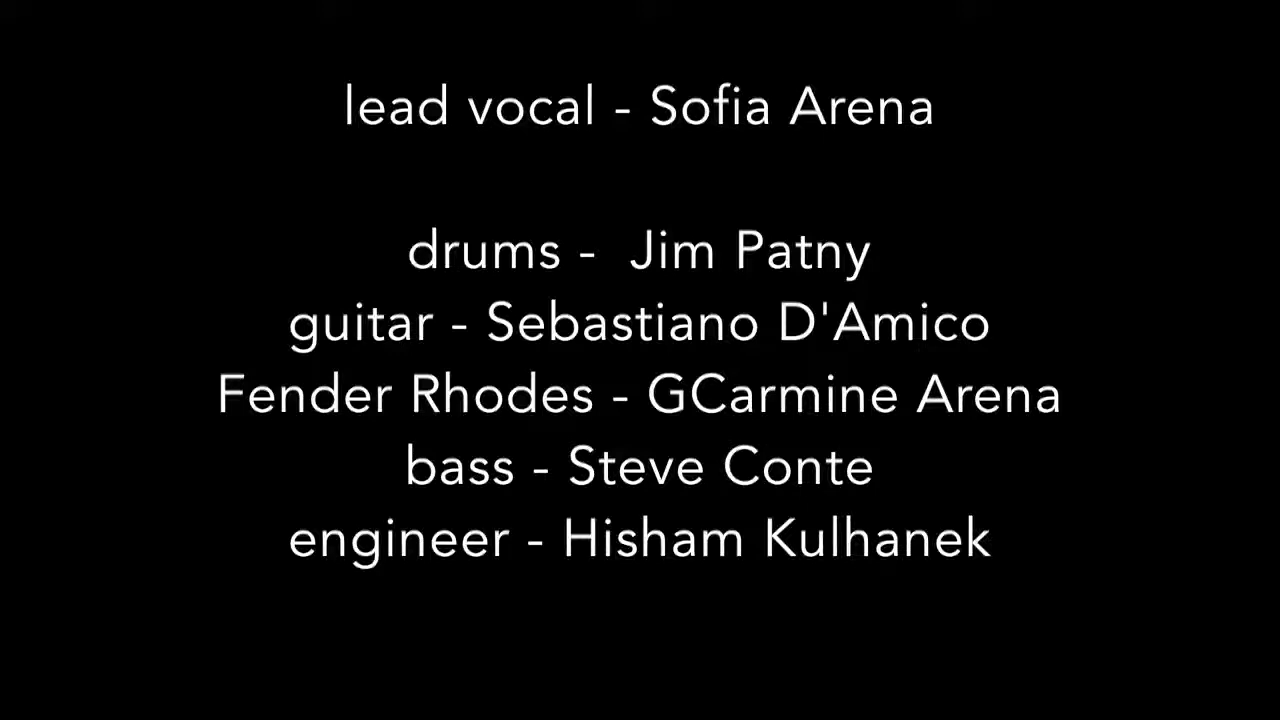 lead vocal - Sofia Arena
drums -  Jim Patny
guitar - Sebastiano D'Amico
Fender Rhodes - GCarmine Arena
bass - Steve Conte
engineer - Hisham Kulhanek